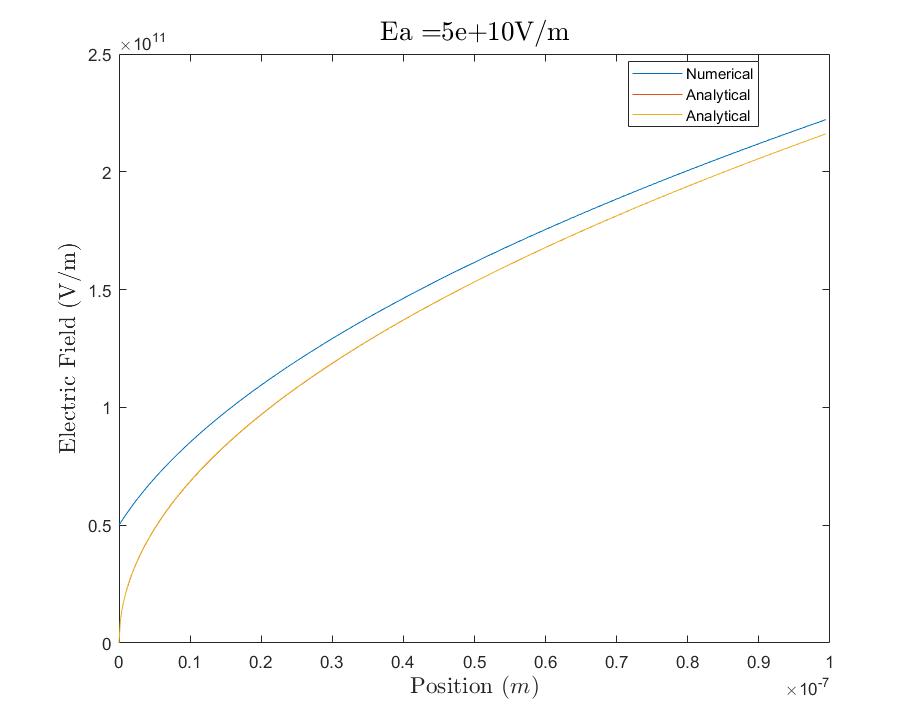 Ea =5e+10V/m
×10¹¹
2.5
2
1.5
1
0.5
0
Electric Field (V/m)
Numerical
Analytical
Analytical
0 0.1 0.2 0.3 0.4 0.5 0.6 0.7 0.8 0.9 1
Position (m)
×10⁻⁷